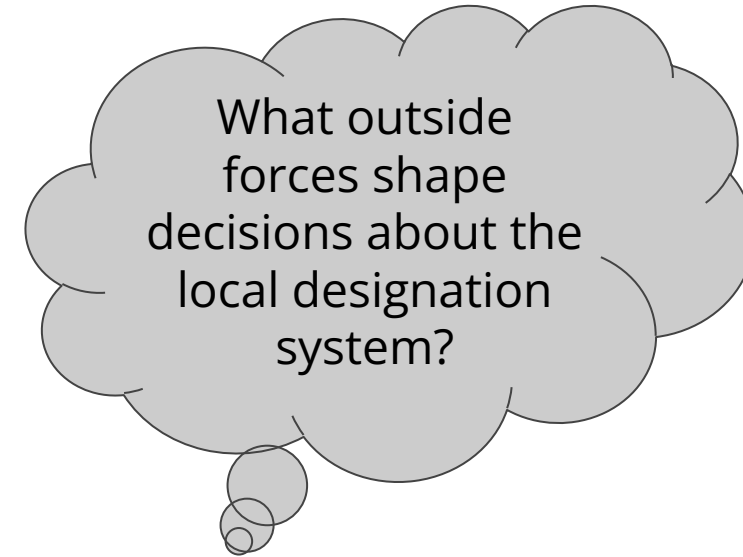 What outside
forces shape
decisions about the
local designation
system?